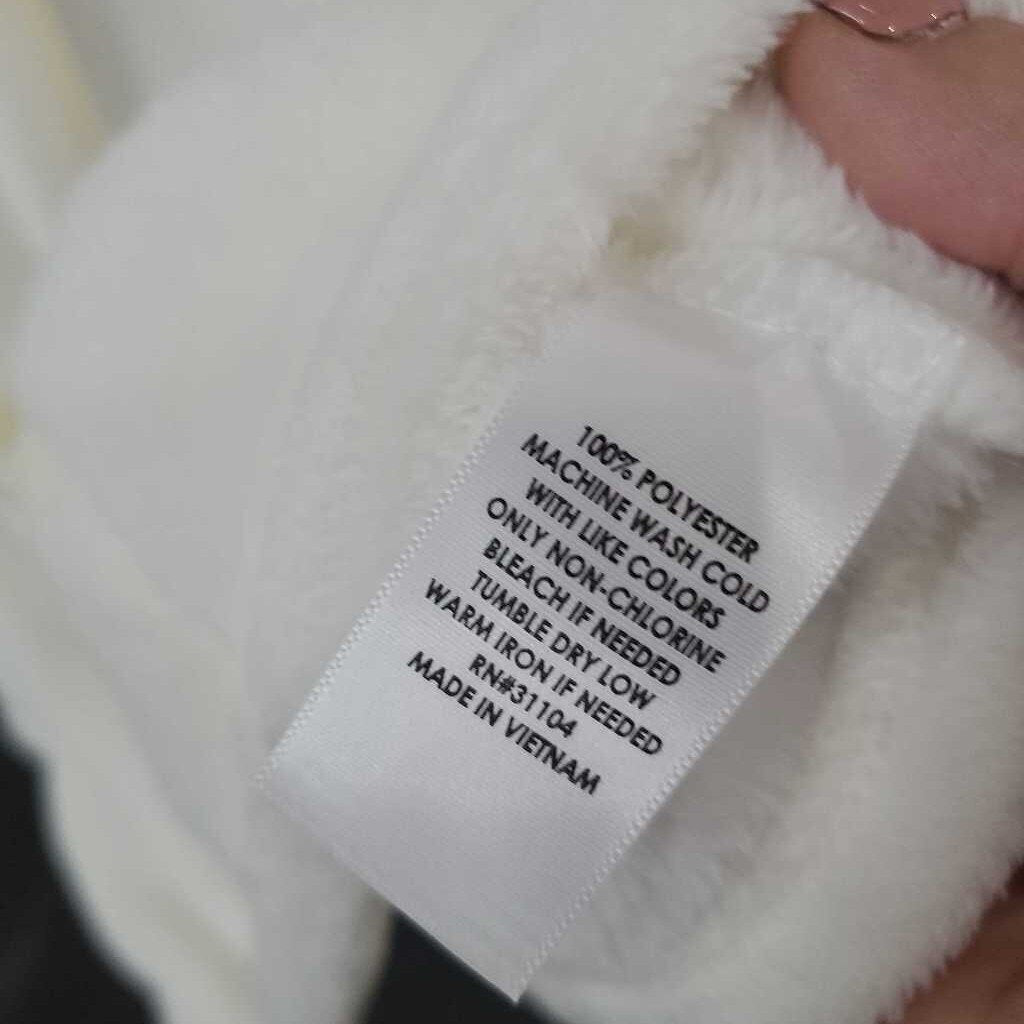 100% POLYESTER
MACHINE WASH COLD
WITH LIKE COLORS
ONLY NON-CHLORINE
BLEACH IF NEEDED
TUMBLE DRY LOW
WARM IRON IF NEEDED
RN#31104
MADE IN VIETNAM